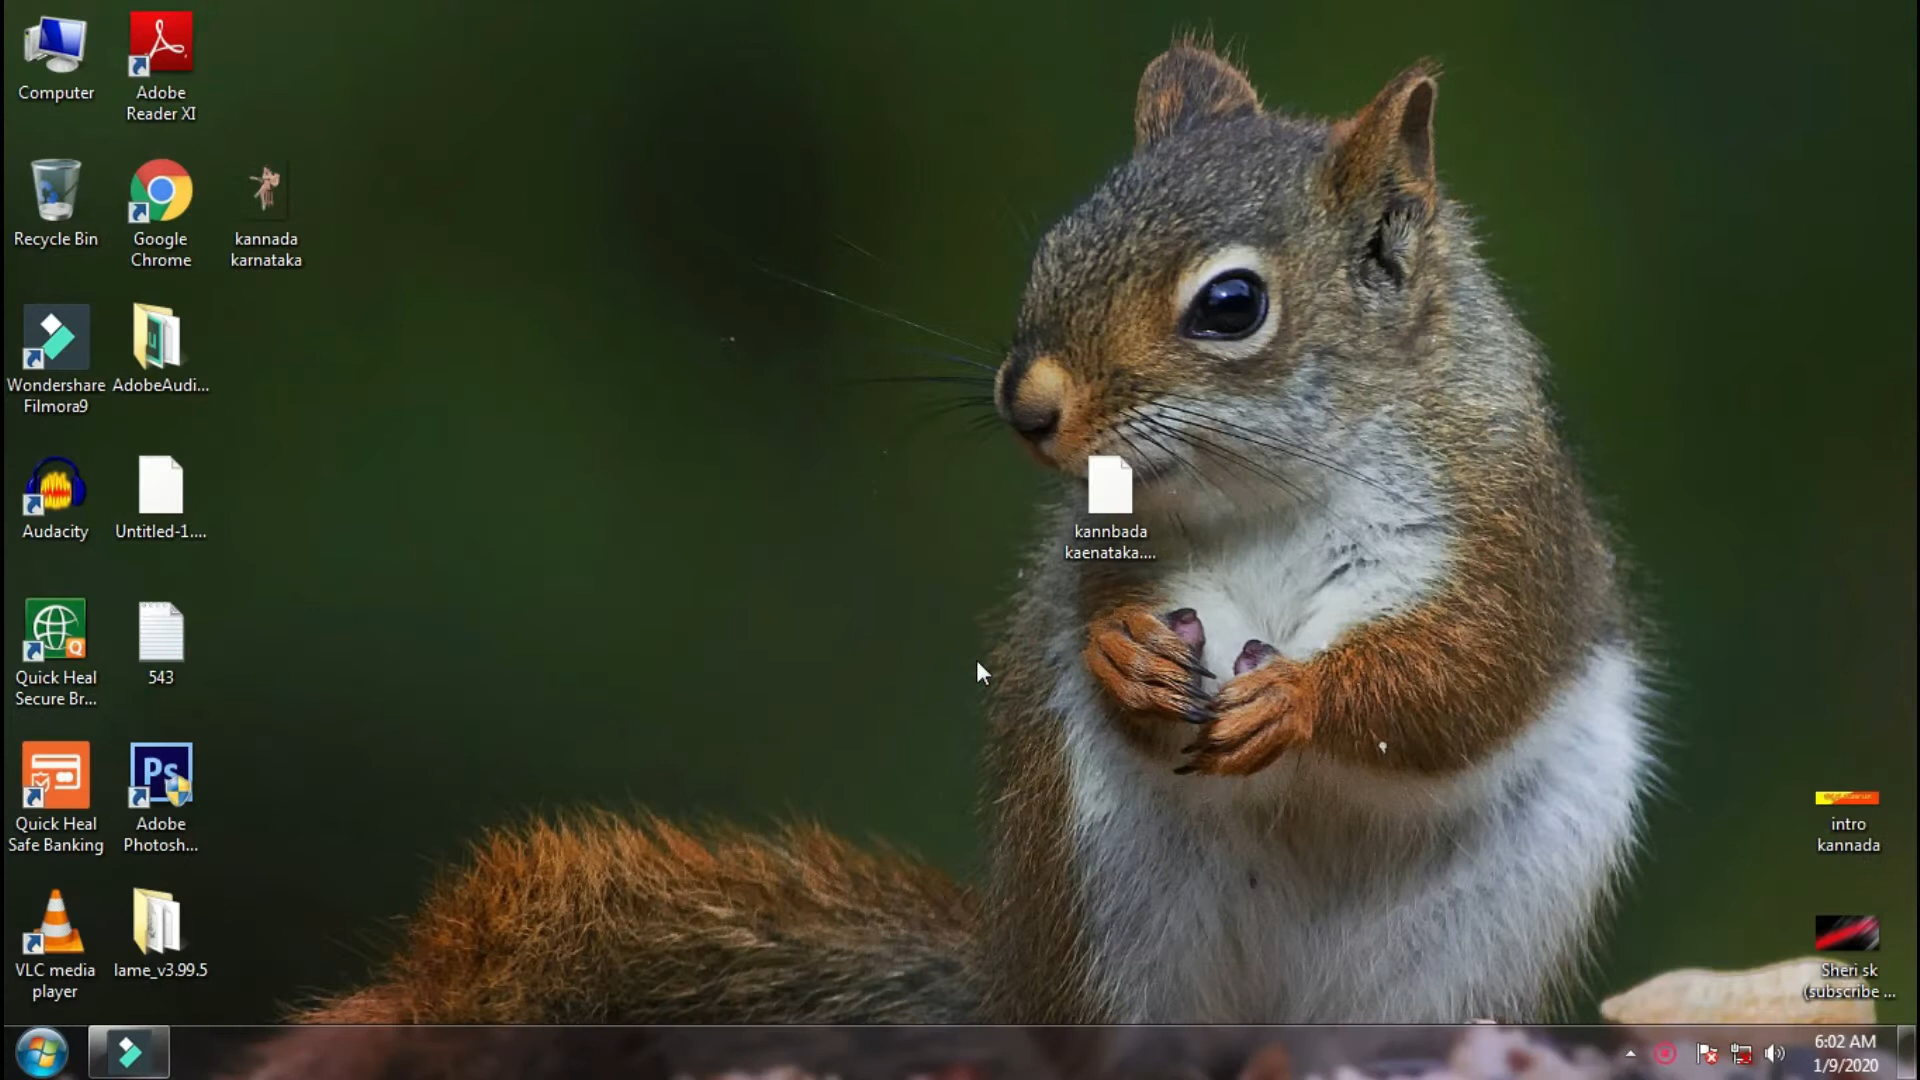 Computer
Adobe
Reader XI
Recycle Bin
Google
Chrome
kannada
karnataka
Wondershare
Filmora9
AdobeAudi...
Audacity
Untitled-1....
kannbada
kaenataka....
Quick Heal
Secure Br...
543
Quick Heal
Safe Banking
Ps
Adobe
Photosh...
intro
kannada
VLC media
player
lame_v3.99.5
Sheri sk
(subscribe ...
6:02 AM
1/9/2020